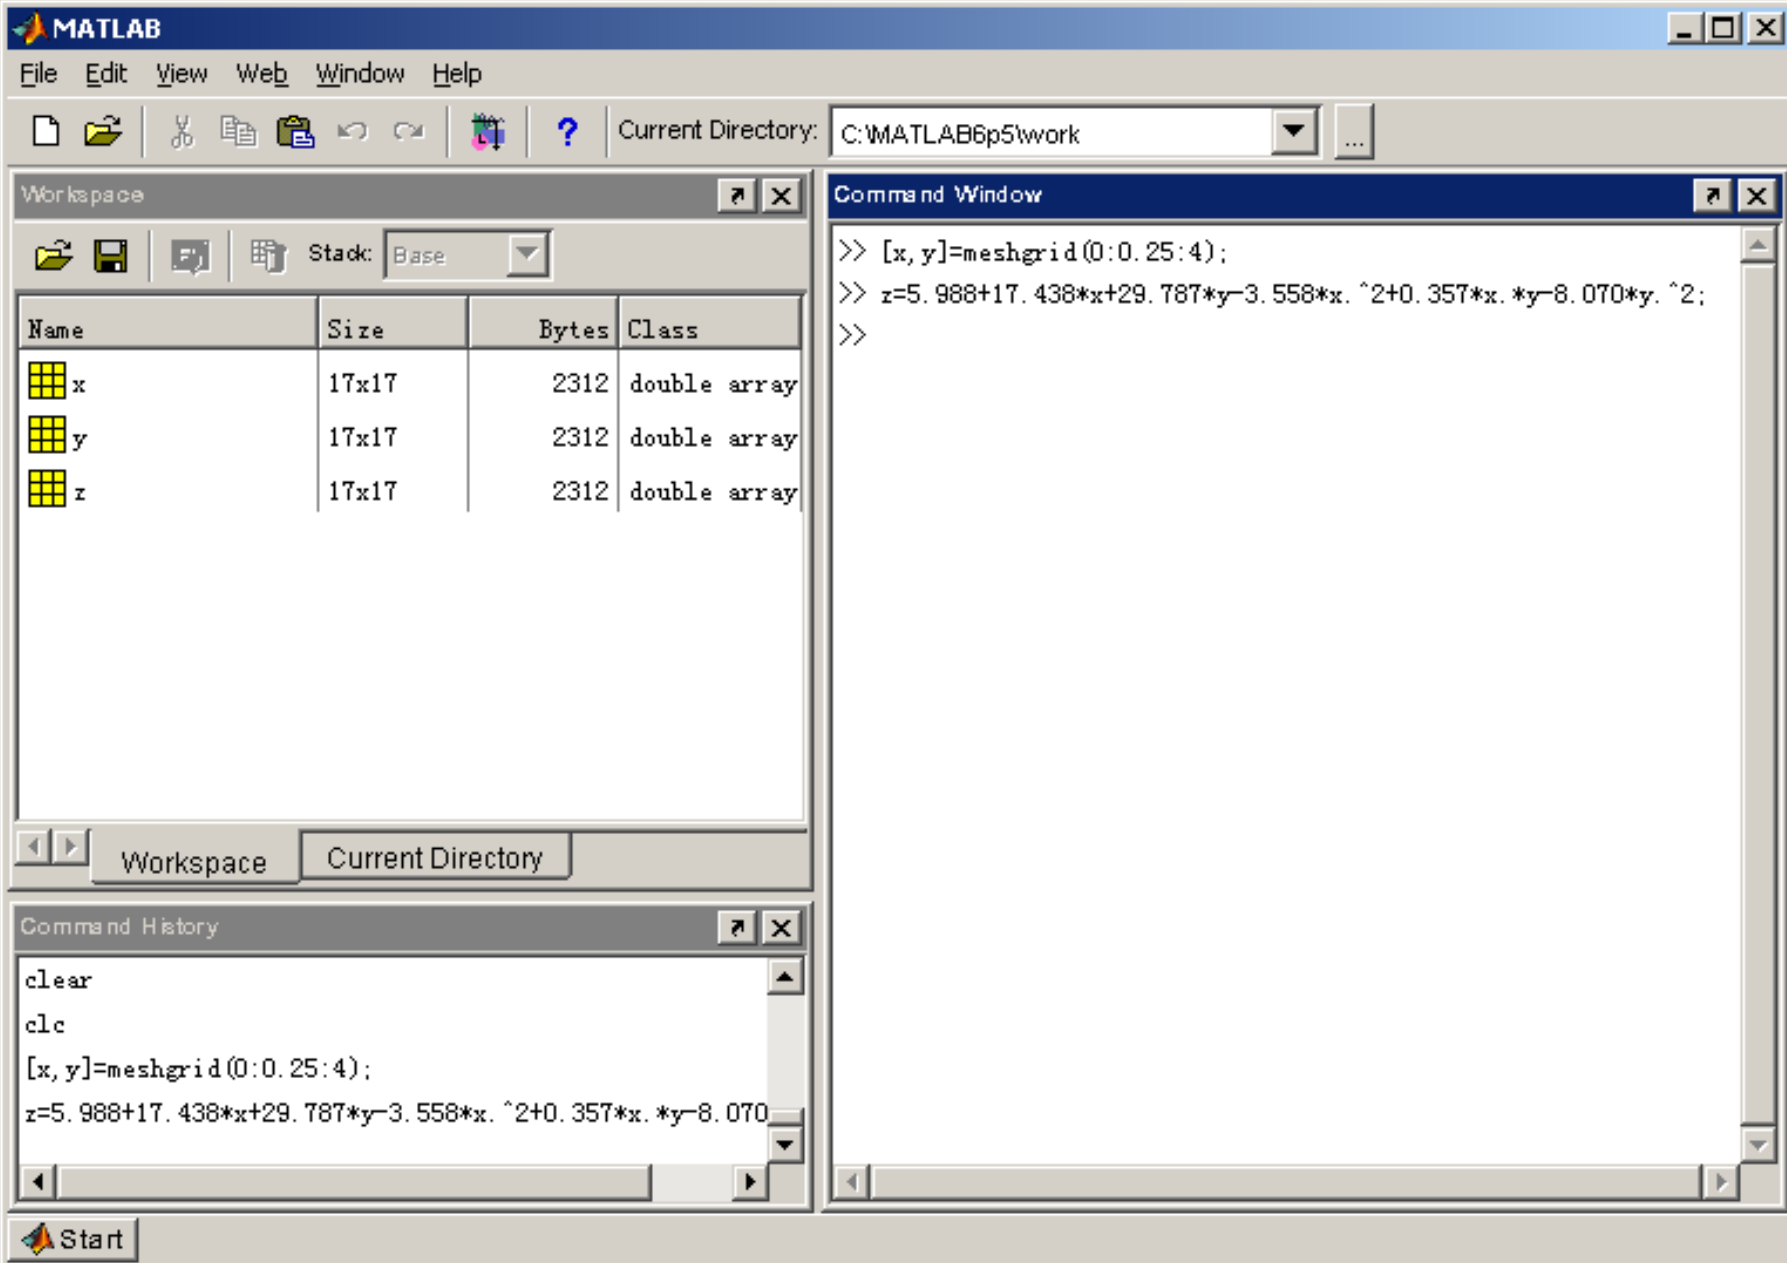 MATLAB
File Edit View Web Window Help
Current Directory: C:\MATLAB6p5\work ...
Workspace
Stack: Base
Name Size Bytes Class
x 17x17 2312 double array
y 17x17 2312 double array
z 17x17 2312 double array
Workspace Current Directory
Command History
clear
clc
[x,y]=meshgrid(0:0.25:4);
z=5.988+17.438*x+29.787*y-3.558*x.^2+0.357*x.*y-8.070
Command Window
>> [x,y]=meshgrid(0:0.25:4);
>> z=5.988+17.438*x+29.787*y-3.558*x.^2+0.357*x.*y-8.070*y.^2;
>>
Start